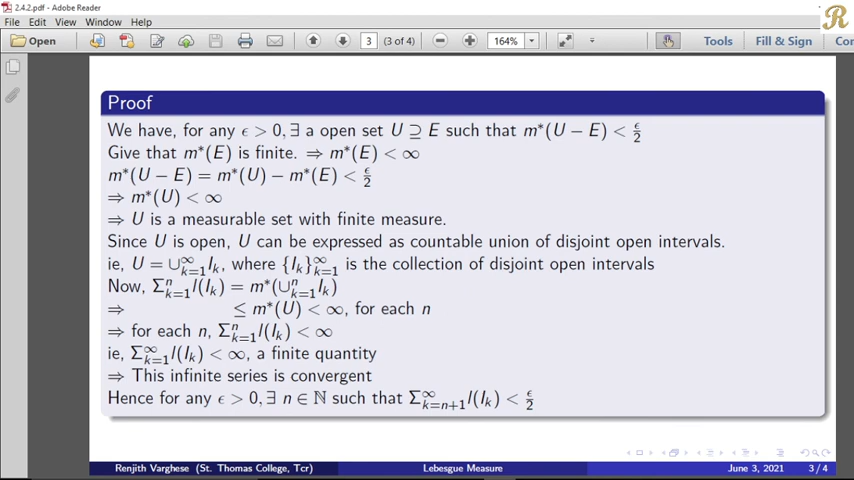 2.4.2.pdf - Adobe Reader
File Edit View Window Help
Open 3 (3 of 4) 164% Tools Fill & Sign
R
Proof
We have, for any ϵ > 0, ∃ a open set U ⊇ E such that m*(U − E) < ϵ/2
Give that m*(E) is finite. ⇒ m*(E) < ∞
m*(U − E) = m*(U) − m*(E) < ϵ/2
⇒ m*(U) < ∞
⇒ U is a measurable set with finite measure.
Since U is open, U can be expressed as countable union of disjoint open intervals.
ie, U = ∪_{k=1}^{∞} I_k, where {I_k}_{k=1}^{∞} is the collection of disjoint open intervals
Now, Σ_{k=1}^{n} l(I_k) = m*(∪_{k=1}^{n} I_k)
⇒ ≤ m*(U) < ∞, for each n
⇒ for each n, Σ_{k=1}^{n} l(I_k) < ∞
ie, Σ_{k=1}^{∞} l(I_k) < ∞, a finite quantity
⇒ This infinite series is convergent
Hence for any ϵ > 0, ∃ n ∈ ℕ such that Σ_{k=n+1}^{∞} l(I_k) < ϵ/2
Renjith Varghese (St. Thomas College, Tcr) Lebesgue Measure June 3, 2021 3 / 4